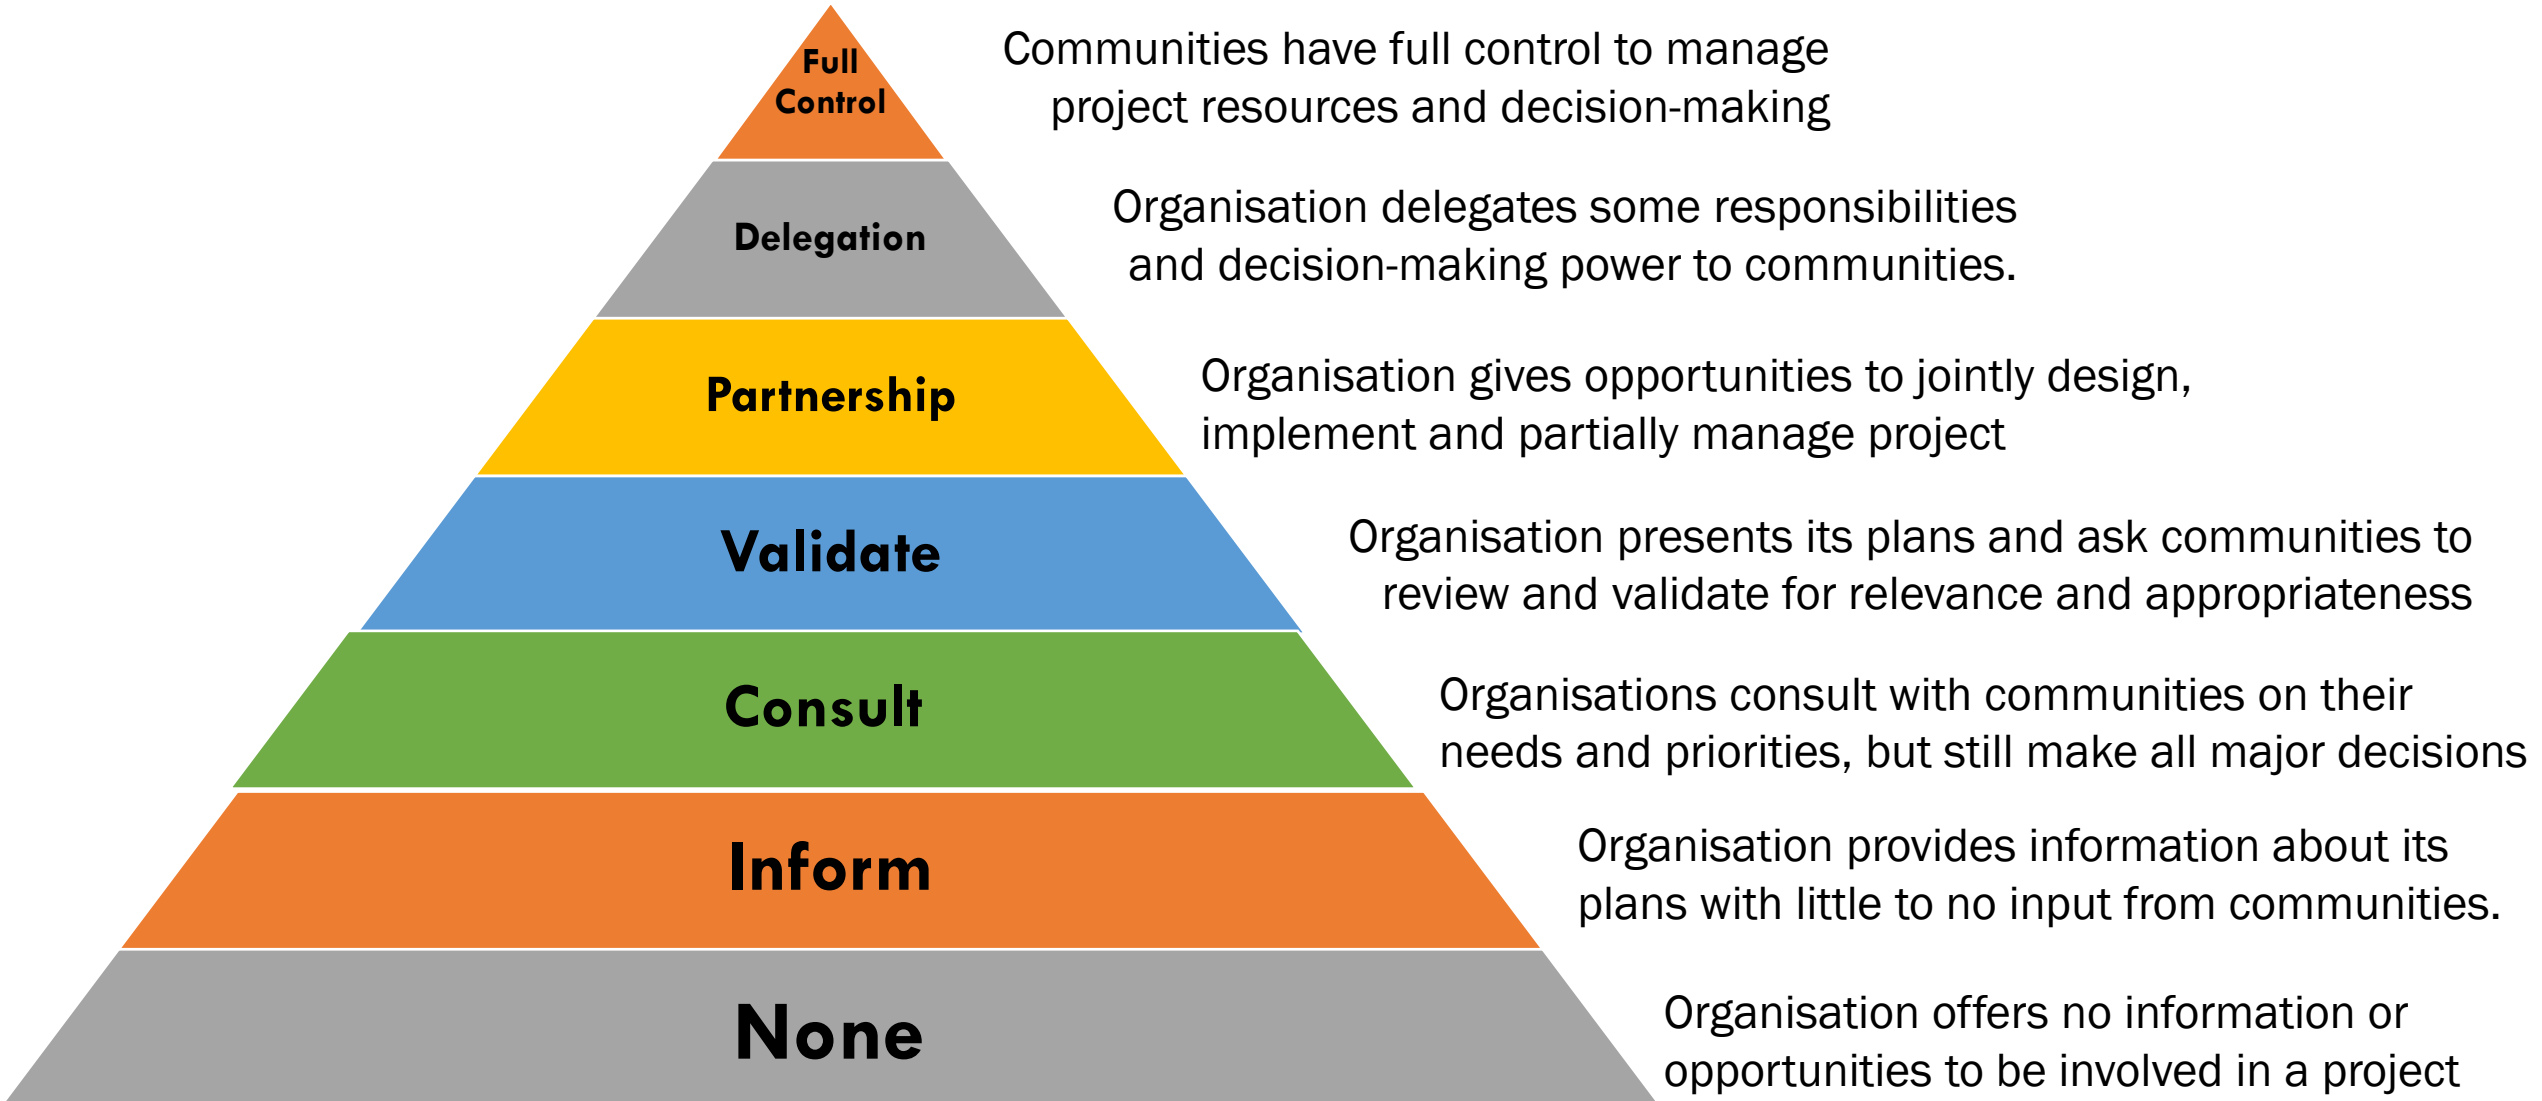 Full
Control
Communities have full control to manage
project resources and decision-making
Delegation
Organisation delegates some responsibilities
and decision-making power to communities.
Partnership
Organisation gives opportunities to jointly design,
implement and partially manage project
Validate
Organisation presents its plans and ask communities to
review and validate for relevance and appropriateness
Consult
Organisations consult with communities on their
needs and priorities, but still make all major decisions
Inform
Organisation provides information about its
plans with little to no input from communities.
None
Organisation offers no information or
opportunities to be involved in a project